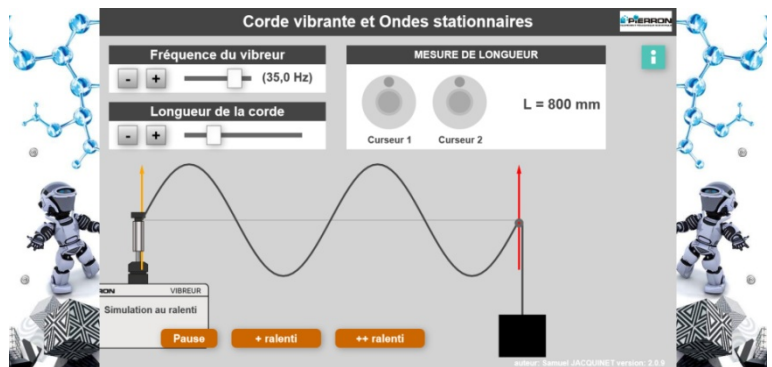 Corde vibrante et Ondes stationnaires
PIERRON
Fréquence du vibreur
- + (35,0 Hz)
Longueur de la corde
- +
MESURE DE LONGUEUR
L = 800 mm
Curseur 1 Curseur 2
i
RON VIBREUR
Simulation au ralenti
Pause + ralenti ++ ralenti
auteur: Samuel JACQUINET version: 2.0.9